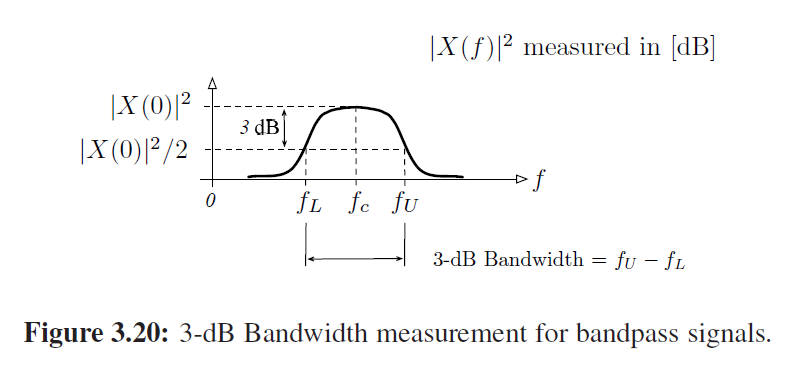 |X(f)|² measured in [dB]
|X(0)|²
3 dB
|X(0)|²/2
f
0
f_L f_c f_U
3-dB Bandwidth = f_U − f_L
Figure 3.20: 3-dB Bandwidth measurement for bandpass signals.